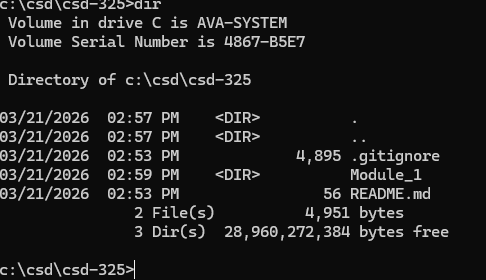 c:\csd\csd-325>dir
 Volume in drive C is AVA-SYSTEM
 Volume Serial Number is 4867-B5E7

 Directory of c:\csd\csd-325

03/21/2026  02:57 PM    <DIR>          .
03/21/2026  02:57 PM    <DIR>          ..
03/21/2026  02:53 PM             4,895 .gitignore
03/21/2026  02:59 PM    <DIR>          Module_1
03/21/2026  02:53 PM                56 README.md
               2 File(s)          4,951 bytes
               3 Dir(s)  28,960,272,384 bytes free

c:\csd\csd-325>